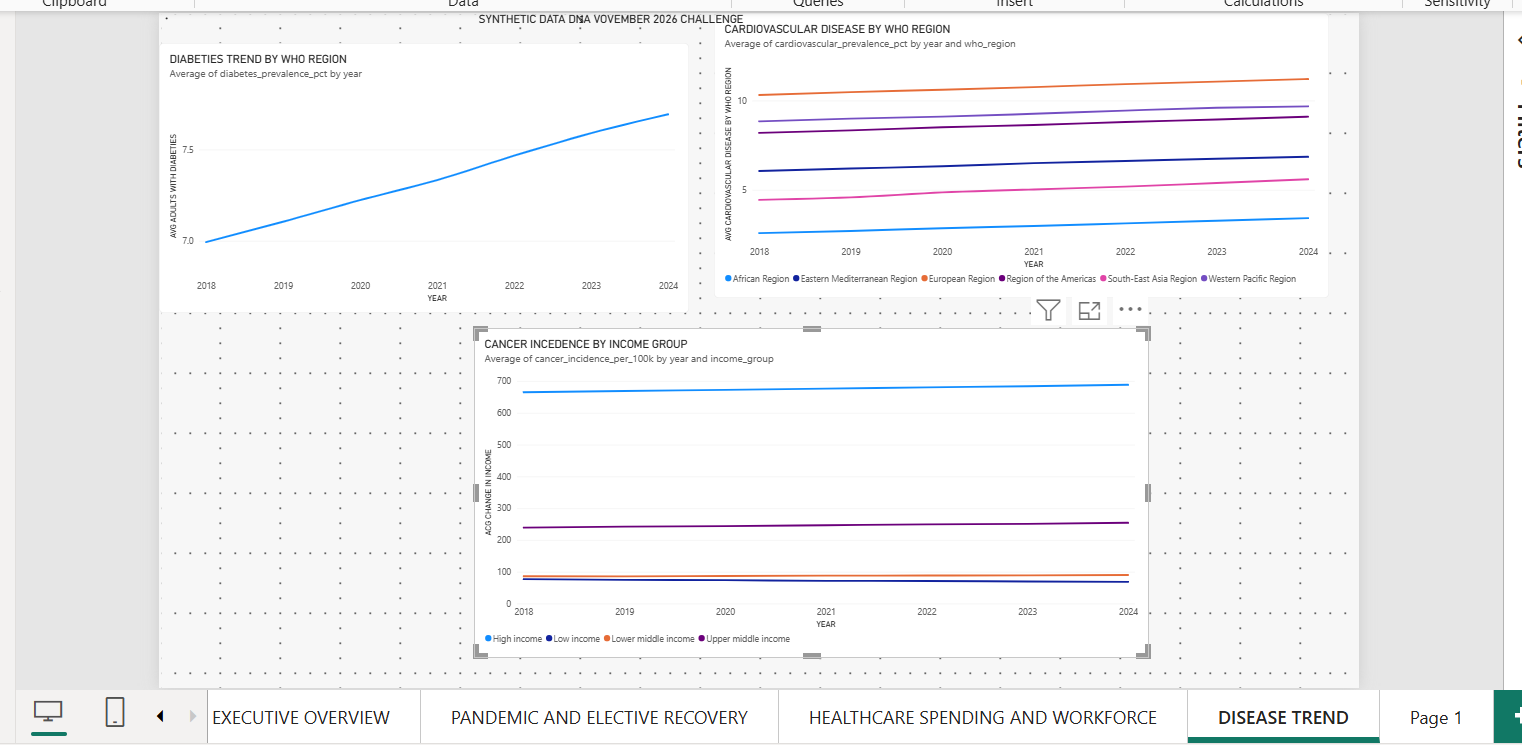 Clipboard Data Queries Insert Calculations Sensitivity
SYNTHETIC DATA DNA VOVEMBER 2026 CHALLENGE
DIABETIES TREND BY WHO REGION
Average of diabetes_prevalence_pct by year
AVG ADULTS WITH DIABETIES
7.5
7.0
2018 2019 2020 2021 2022 2023 2024
YEAR
CARDIOVASCULAR DISEASE BY WHO REGION
Average of cardiovascular_prevalence_pct by year and who_region
AVG CARDIOVASCULAR DISEASE BY WHO REGION
10
5
2018 2019 2020 2021 2022 2023 2024
YEAR
African Region Eastern Mediterranean Region European Region Region of the Americas South-East Asia Region Western Pacific Region
CANCER INCEDENCE BY INCOME GROUP
Average of cancer_incidence_per_100k by year and income_group
ACG CHANGE IN INCOME
700
600
500
400
300
200
100
0
2018 2019 2020 2021 2022 2023 2024
YEAR
High income Low income Lower middle income Upper middle income
EXECUTIVE OVERVIEW PANDEMIC AND ELECTIVE RECOVERY HEALTHCARE SPENDING AND WORKFORCE DISEASE TREND Page 1